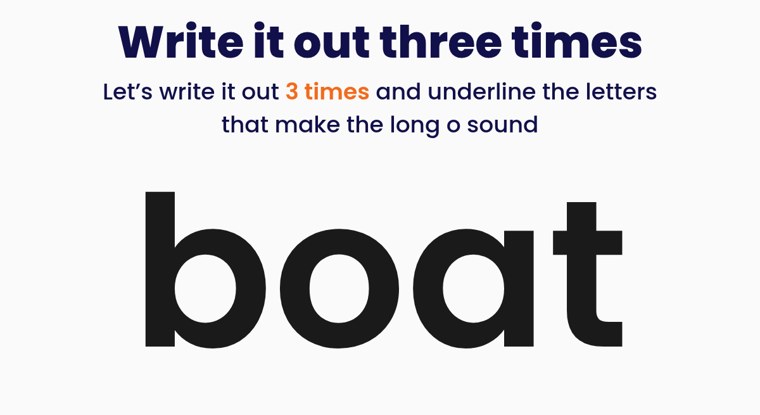 Write it out three times
Let’s write it out 3 times and underline the letters
that make the long o sound
boat